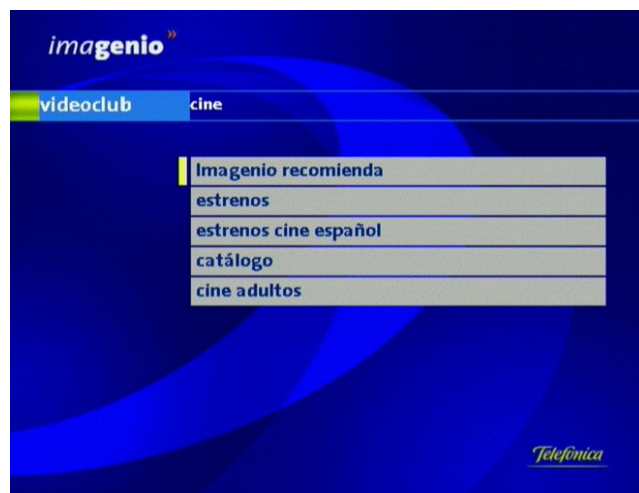 imagenio»
videoclub cine
Imagenio recomienda
estrenos
estrenos cine español
catálogo
cine adultos
Telefónica